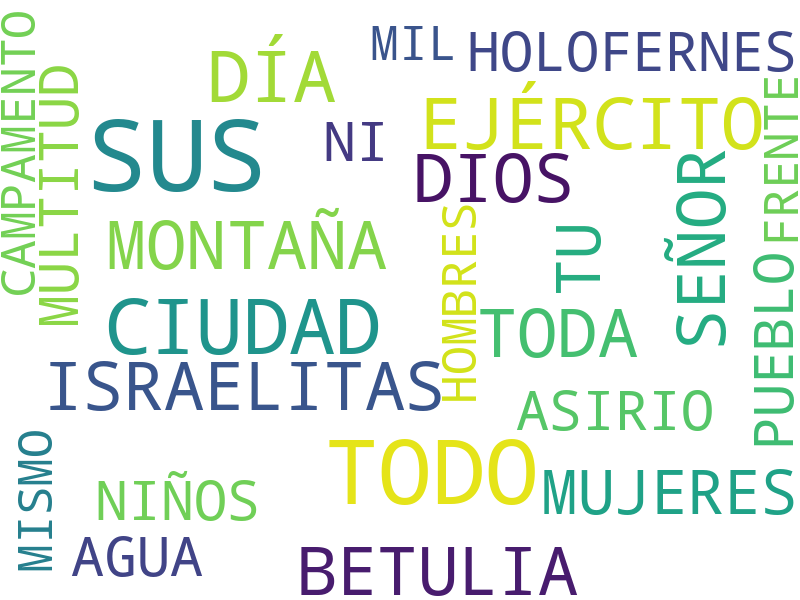 MIL
HOLOFERNES
DÍA
CAMPAMENTO
MULTITUD
SUS
NI
EJÉRCITO
FRENTE
DIOS
SEÑOR
MONTAÑA
HOMBRES
TU
PUEBLO
CIUDAD
TODA
ISRAELITAS
ASIRIO
MISMO
TODO
NIÑOS
MUJERES
AGUA
BETULIA